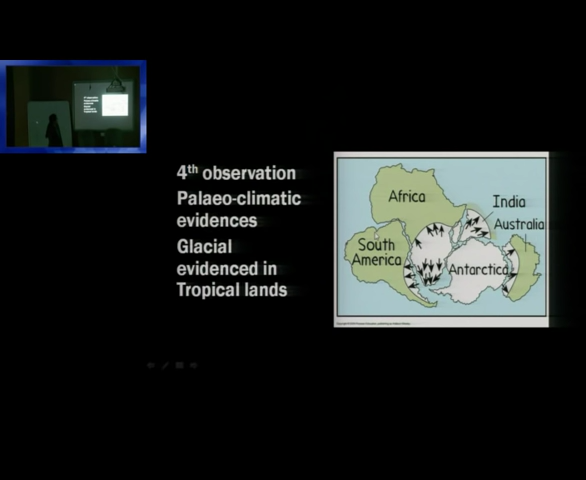 4th observation
Palaeo-climatic
evidences
Glacial
evidenced in
Tropical lands
Africa
India
Australia
South
America
Antarctica